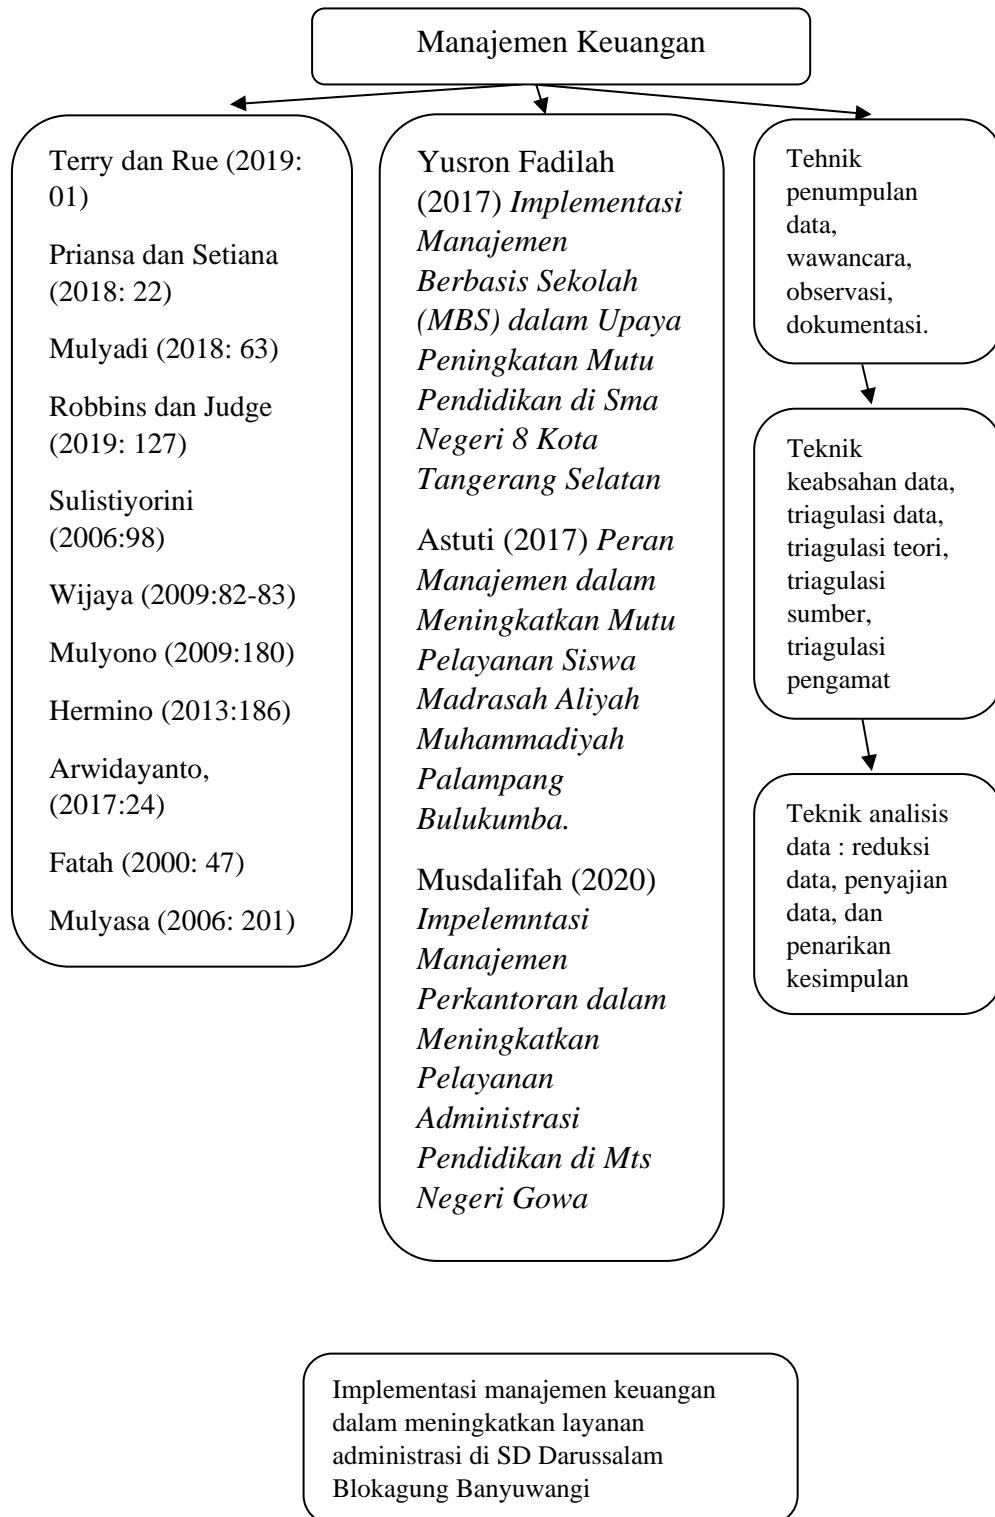 Manajemen Keuangan
Terry dan Rue (2019:
01)
Priansa dan Setiana
(2018: 22)
Mulyadi (2018: 63)
Robbins dan Judge
(2019: 127)
Sulistiyorini
(2006:98)
Wijaya (2009:82-83)
Mulyono (2009:180)
Hermino (2013:186)
Arwidayanto,
(2017:24)
Fatah (2000: 47)
Mulyasa (2006: 201)
Yusron Fadilah
(2017) Implementasi
Manajemen
Berbasis Sekolah
(MBS) dalam Upaya
Peningkatan Mutu
Pendidikan di Sma
Negeri 8 Kota
Tangerang Selatan
Astuti (2017) Peran
Manajemen dalam
Meningkatkan Mutu
Pelayanan Siswa
Madrasah Aliyah
Muhammadiyah
Palampang
Bulukumba.
Musdalifah (2020)
Impelemntasi
Manajemen
Perkantoran dalam
Meningkatkan
Pelayanan
Administrasi
Pendidikan di Mts
Negeri Gowa
Tehnik
penumpulan
data,
wawancara,
observasi,
dokumentasi.
Teknik
keabsahan data,
triagulasi data,
triagulasi teori,
triagulasi
sumber,
triagulasi
pengamat
Teknik analisis
data : reduksi
data, penyajian
data, dan
penarikan
kesimpulan
Implementasi manajemen keuangan
dalam meningkatkan layanan
administrasi di SD Darussalam
Blokagung Banyuwangi